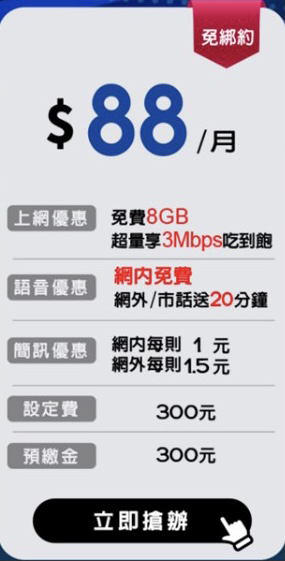 免綁約
$88/月
上網優惠 免費8GB
超量享3Mbps吃到飽
語音優惠 網內免費
網外/市話送20分鐘
簡訊優惠 網內每則 1 元
網外每則1.5元
設定費 300元
預繳金 300元
立即搶辦